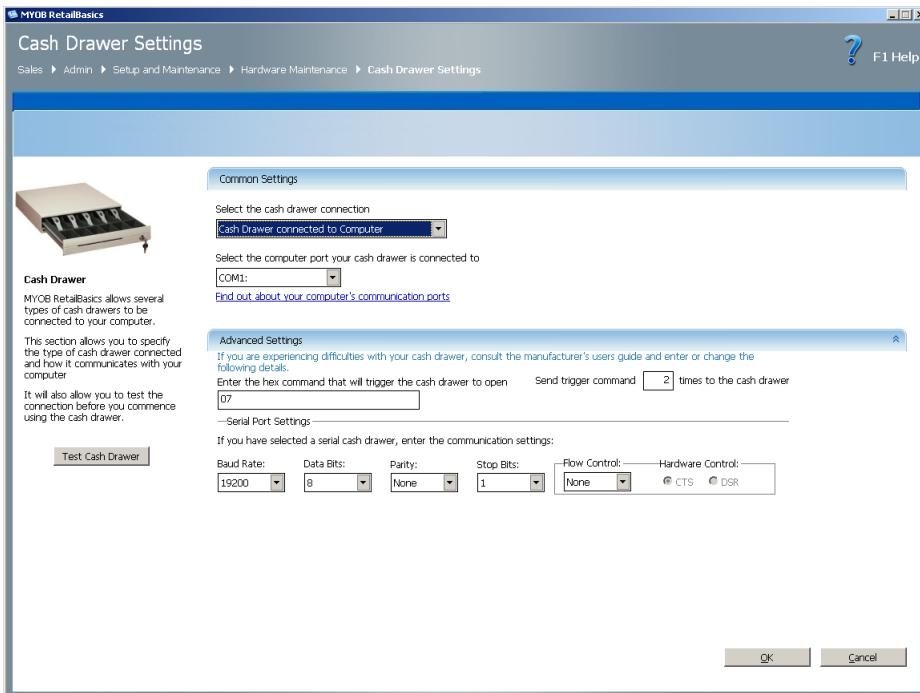 MYOB RetailBasics
Cash Drawer Settings
Sales Admin Setup and Maintenance Hardware Maintenance Cash Drawer Settings
F1 Help
Common Settings
Select the cash drawer connection
Cash Drawer connected to Computer
Select the computer port your cash drawer is connected to
COM1:
Find out about your computer's communication ports
Cash Drawer
MYOB RetailBasics allows several
types of cash drawers to be
connected to your computer.
This section allows you to specify
the type of cash drawer connected
and how it communicates with your
computer
It will also allow you to test the
connection before you commence
using the cash drawer.
Test Cash Drawer
Advanced Settings
If you are experiencing difficulties with your cash drawer, consult the manufacturer's users guide and enter or change the
following details.
Enter the hex command that will trigger the cash drawer to open
Send trigger command 2 times to the cash drawer
07
Serial Port Settings
If you have selected a serial cash drawer, enter the communication settings:
Baud Rate: Data Bits: Parity: Stop Bits: Flow Control: Hardware Control:
19200 8 None 1 None CTS DSR
OK Cancel